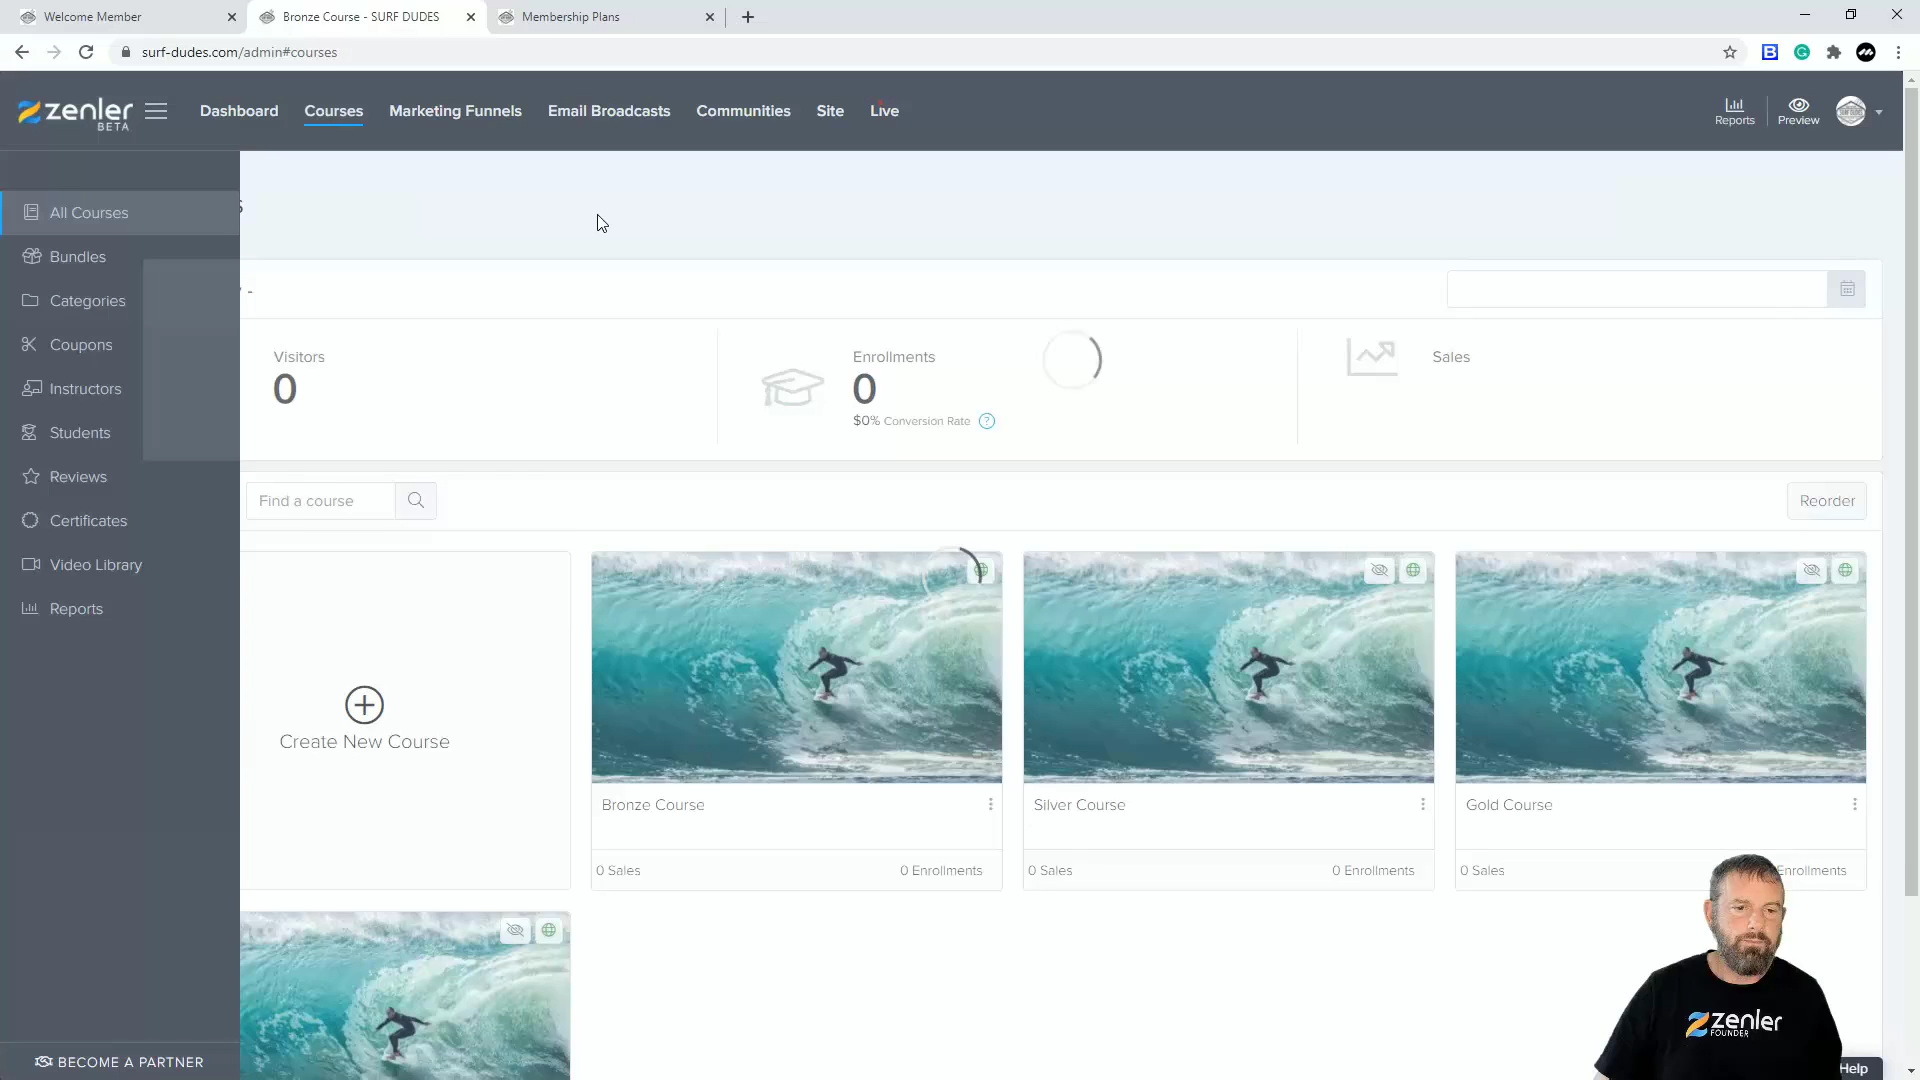 Welcome Member
Bronze Course - SURF DUDES
Membership Plans
surf-dudes.com/admin#courses
zenler
BETA
Dashboard
Courses
Marketing Funnels
Email Broadcasts
Communities
Site
Live
Reports
Preview
All Courses
Bundles
Categories
Coupons
Instructors
Students
Reviews
Certificates
Video Library
Reports
BECOME A PARTNER
Visitors
0
Enrollments
0
$0% Conversion Rate
Sales
Find a course
Reorder
Create New Course
Bronze Course
0 Sales
0 Enrollments
Silver Course
0 Sales
0 Enrollments
Gold Course
0 Sales
Enrollments
zenler
FOUNDER
Help